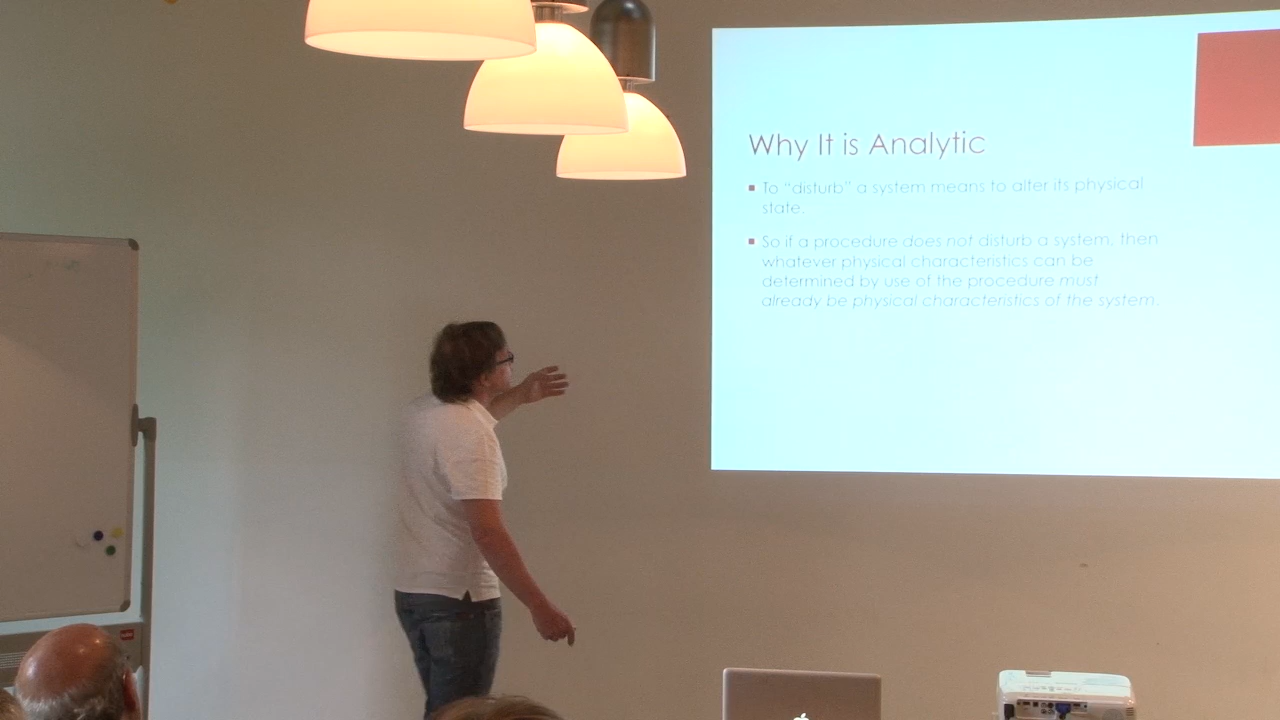 Why It is Analytic
To “disturb” a system means to alter its physical
state.
So if a procedure does not disturb a system, then
whatever physical characteristics can be
determined by use of the procedure must
already be physical characteristics of the system.